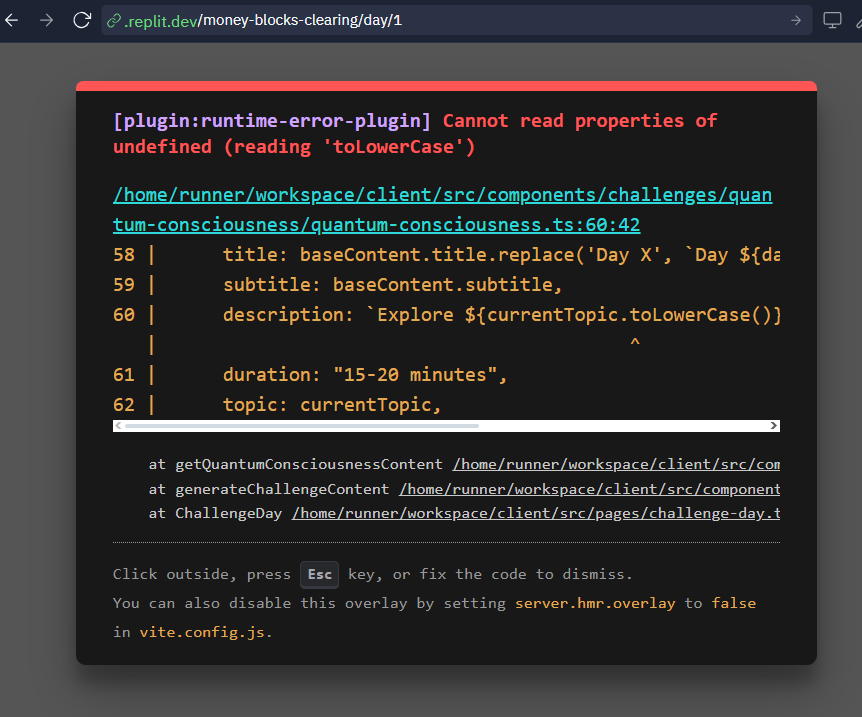 .replit.dev/money-blocks-clearing/day/1
[plugin:runtime-error-plugin] Cannot read properties of
undefined (reading 'toLowerCase')
/home/runner/workspace/client/src/components/challenges/quan
tum-consciousness/quantum-consciousness.ts:60:42
58 |      title: baseContent.title.replace('Day X', `Day ${da
59 |      subtitle: baseContent.subtitle,
60 |      description: `Explore ${currentTopic.toLowerCase()}
   |                                           ^
61 |      duration: "15-20 minutes",
62 |      topic: currentTopic,
at getQuantumConsciousnessContent /home/runner/workspace/client/src/com
at generateChallengeContent /home/runner/workspace/client/src/component
at ChallengeDay /home/runner/workspace/client/src/pages/challenge-day.t
Click outside, press Esc key, or fix the code to dismiss.
You can also disable this overlay by setting server.hmr.overlay to false
in vite.config.js.